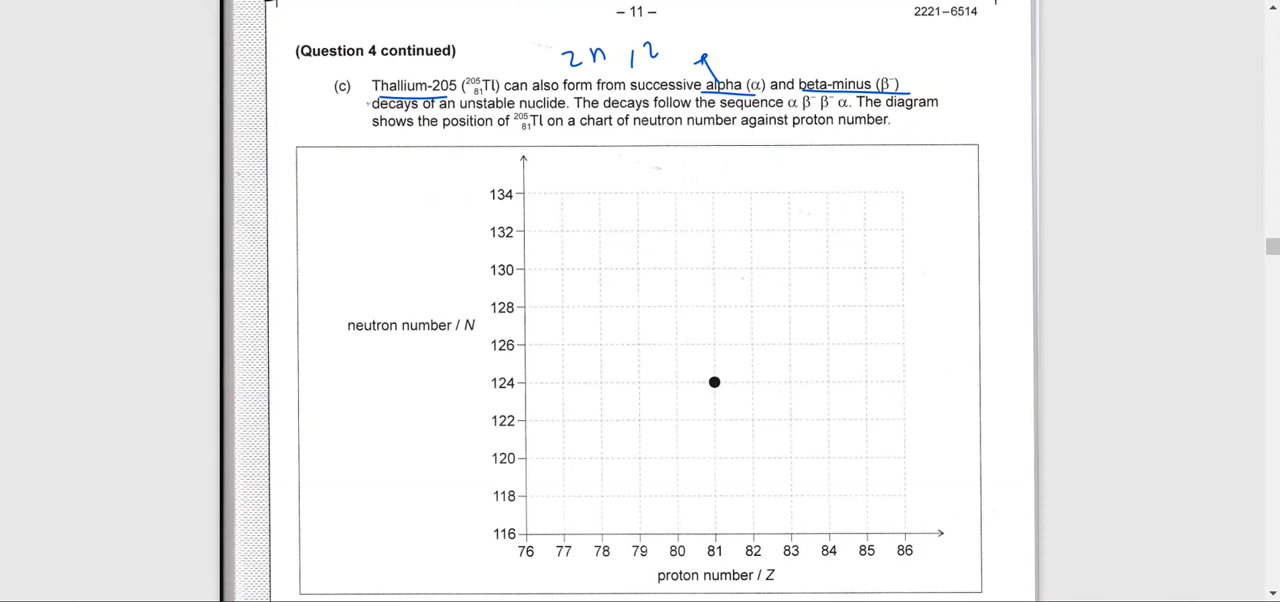 – 11 –
2221–6514
(Question 4 continued)
2n, 2
(c) Thallium-205 (²⁰⁵₈₁Tl) can also form from successive alpha (α) and beta-minus (β⁻)
decays of an unstable nuclide. The decays follow the sequence α β⁻ β⁻ α. The diagram
shows the position of ²⁰⁵₈₁Tl on a chart of neutron number against proton number.
134
132
130
128
neutron number / N
126
124
122
120
118
116
76 77 78 79 80 81 82 83 84 85 86
proton number / Z